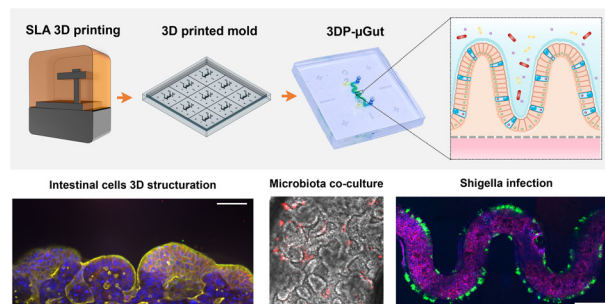 SLA 3D printing
3D printed mold
3DP-μGut
Intestinal cells 3D structuration
Microbiota co-culture
Shigella infection